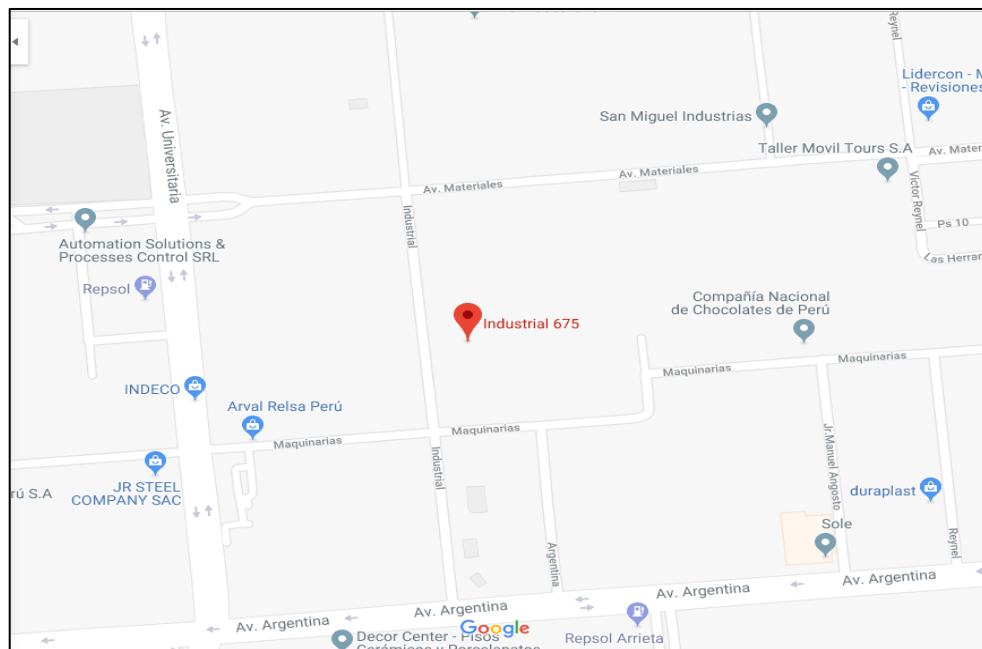 Av. Universitaria
Reynel
Lidercon - M
- Revisiones
San Miguel Industrias
Taller Movil Tours S.A
Av. Mater
Av. Materiales
Av. Materiales
Victor Reynel
Industrial
Ps 10
Las Herran
Automation Solutions &
Processes Control SRL
Repsol
Compañía Nacional
de Chocolates de Perú
Industrial 675
Maquinarias
Maquinarias
INDECO
Arval Relsa Perú
Maquinarias
Maquinarias
Industrial
Jr.Manuel Angosto
rú S.A
JR STEEL
COMPANY SAC
duraplast
Sole
Argentina
Reynel
Av. Argentina
Av. Argentina
Av. Argentina
Av. Argentina
Google
Repsol Arrieta
Decor Center - Pisos
Cerámicos y Porcelanatos